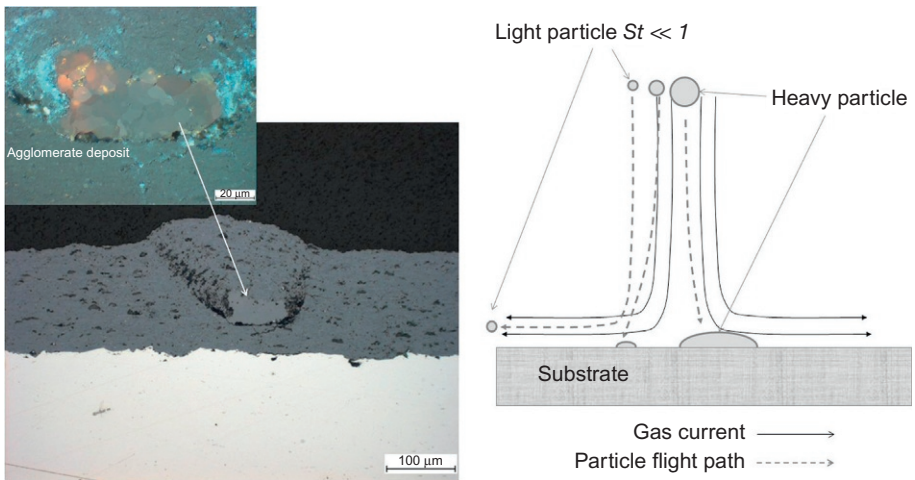 Agglomerate deposit
20 μm
100 μm
Light particle St ≪ 1
Heavy particle
Substrate
Gas current
Particle flight path